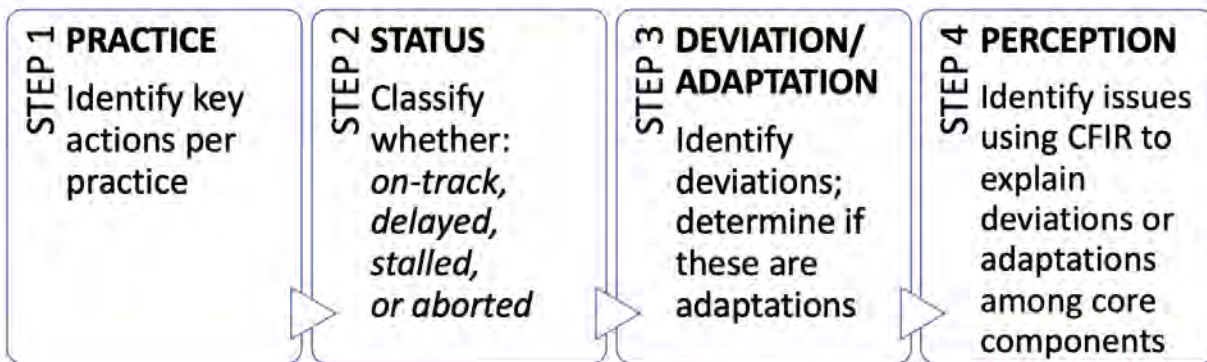 STEP 1
PRACTICE
Identify key
actions per
practice
STEP 2
STATUS
Classify
whether:
on-track,
delayed,
stalled,
or aborted
STEP 3
DEVIATION/
ADAPTATION
Identify
deviations;
determine if
these are
adaptations
STEP 4
PERCEPTION
Identify issues
using CFIR to
explain
deviations or
adaptations
among core
components